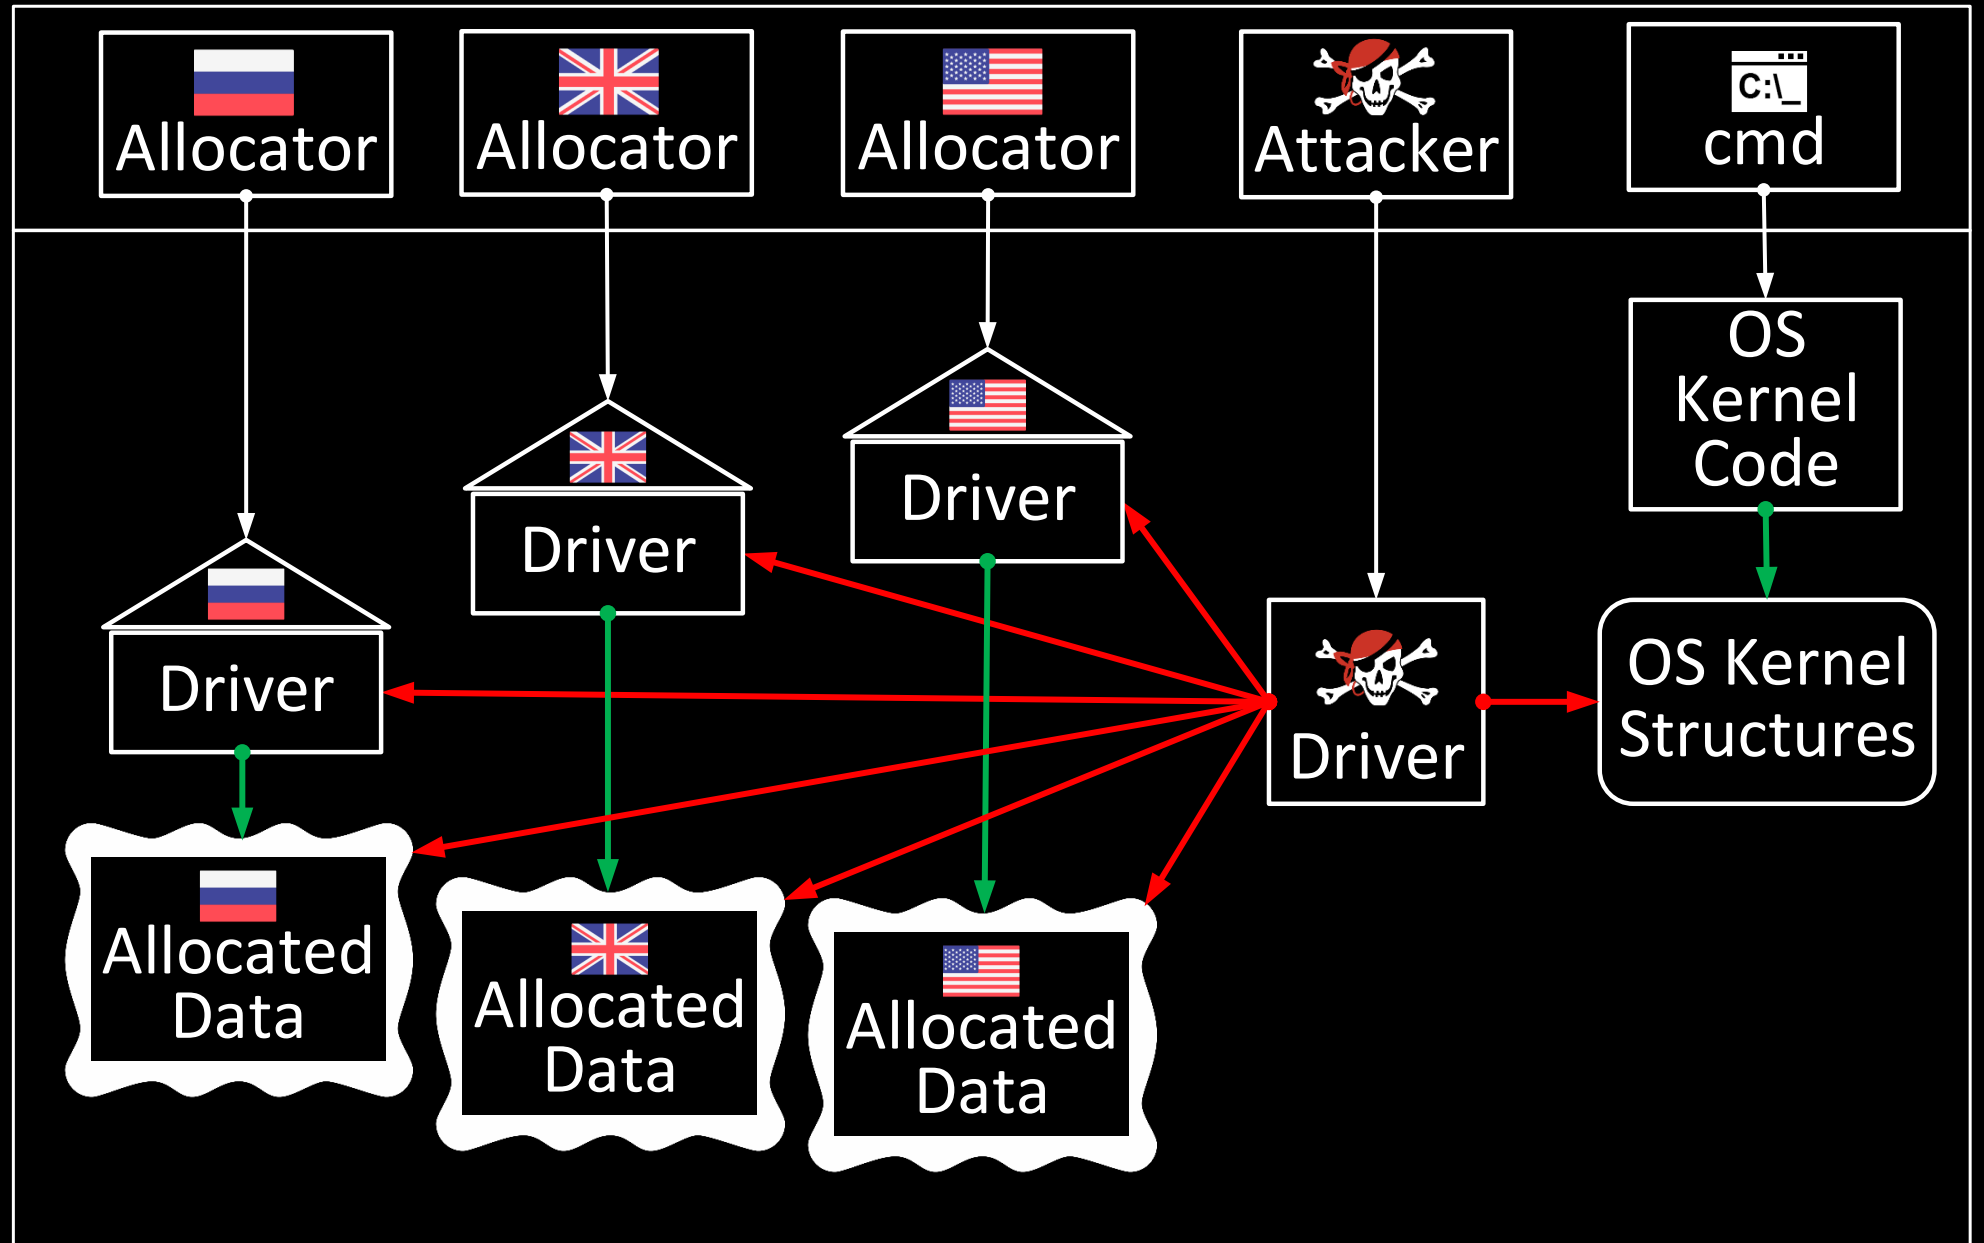 Allocator
Allocator
Allocator
Attacker
C:\_
cmd
OS
Kernel
Code
Driver
Driver
Driver
Driver
OS Kernel
Structures
Allocated
Data
Allocated
Data
Allocated
Data